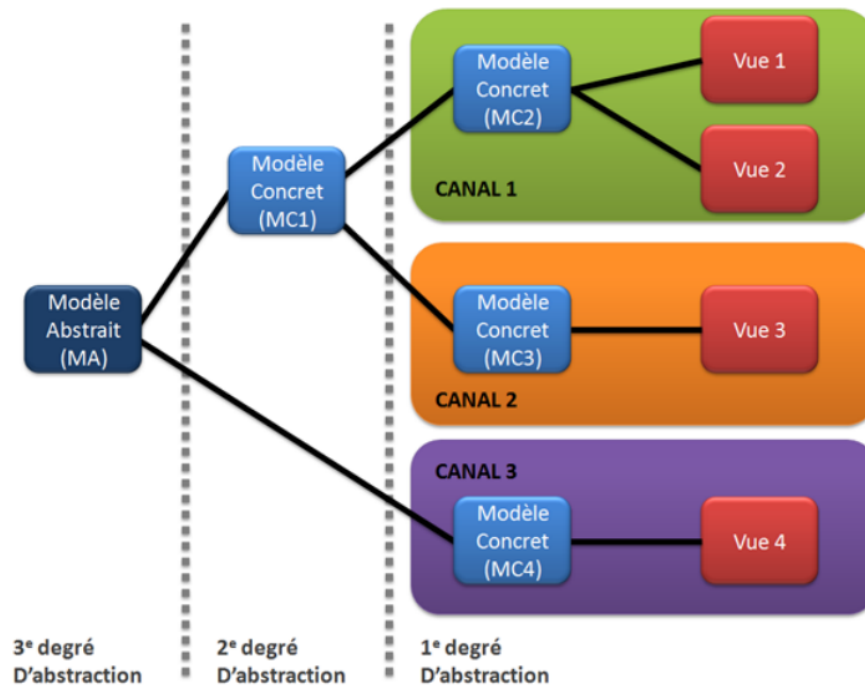 Modèle
Concret
(MC2)
Vue 1
Vue 2
CANAL 1
Modèle
Concret
(MC1)
Modèle
Abstrait
(MA)
Modèle
Concret
(MC3)
Vue 3
CANAL 2
CANAL 3
Modèle
Concret
(MC4)
Vue 4
3e degré
D'abstraction
2e degré
D'abstraction
1e degré
D'abstraction